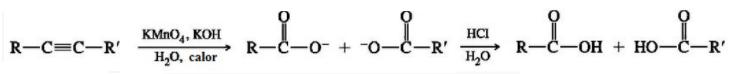 R—C≡C—R′ KMnO₄, KOH H₂O, calor R—C(=O)—O⁻ + ⁻O—C(=O)—R′ HCl H₂O R—C(=O)—OH + HO—C(=O)—R′